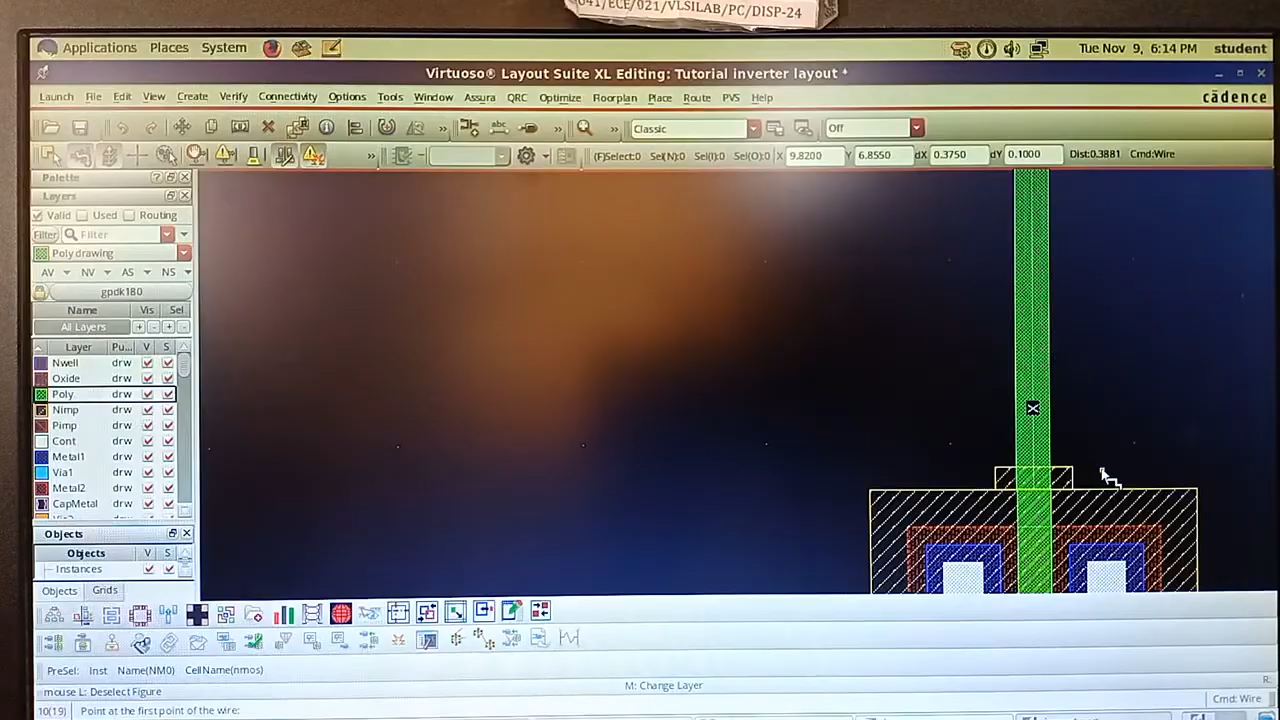 041/ECE/021/VLSILAB/PC/DISP-24
Applications Places System Tue Nov 9, 6:14 PM student
Virtuoso® Layout Suite XL Editing: Tutorial inverter layout *
Launch File Edit View Create Verify Connectivity Options Tools Window Assura QRC Optimize Floorplan Place Route PVS Help cādence
» » Classic Off
» (F)Select:0 Sel(N):0 Sel(I):0 Sel(O):0 X 9.8200 Y 6.8550 dX 0.3750 dY 0.1000 Dist:0.3881 Cmd:Wire
Palette
Layers
Valid Used Routing
Filter Filter
Poly drawing
AV NV AS NS
gpdk180
Name Vis Sel
All Layers + - + -
Layer Pu... V S
Nwell drw
Oxide drw
Poly drw
Nimp drw
Pimp drw
Cont drw
Metal1 drw
Via1 drw
Metal2 drw
CapMetal drw
Objects
Objects V S
Instances
Objects Grids
PreSel: Inst Name(NM0) CellName(nmos)
mouse L: Deselect Figure M: Change Layer R:
10(19) Point at the first point of the wire: Cmd: Wire